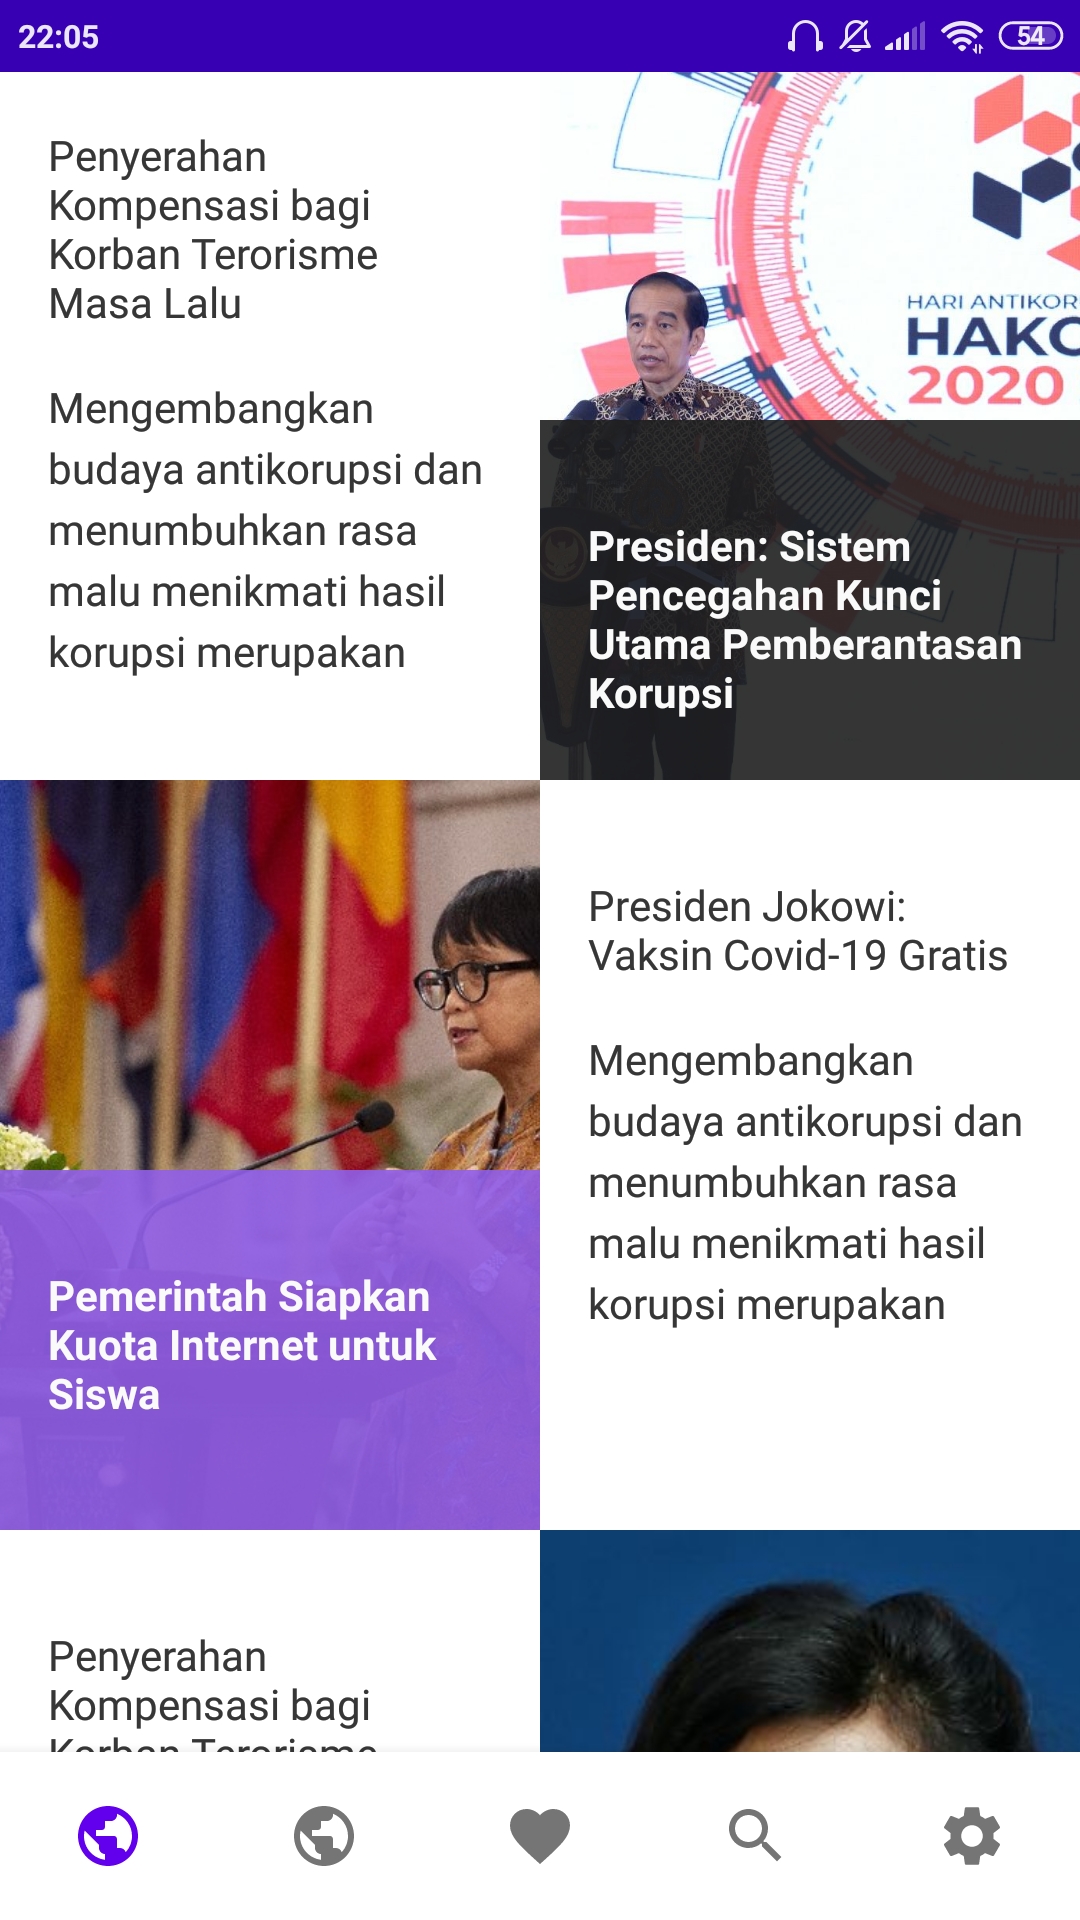 22:05
54
Penyerahan
Kompensasi bagi
Korban Terorisme
Masa Lalu
Mengembangkan
budaya antikorupsi dan
menumbuhkan rasa
malu menikmati hasil
korupsi merupakan
HARI ANTIKOR
HAKO
2020
Presiden: Sistem
Pencegahan Kunci
Utama Pemberantasan
Korupsi
Pemerintah Siapkan
Kuota Internet untuk
Siswa
Presiden Jokowi:
Vaksin Covid-19 Gratis
Mengembangkan
budaya antikorupsi dan
menumbuhkan rasa
malu menikmati hasil
korupsi merupakan
Penyerahan
Kompensasi bagi
Korban Terorisme